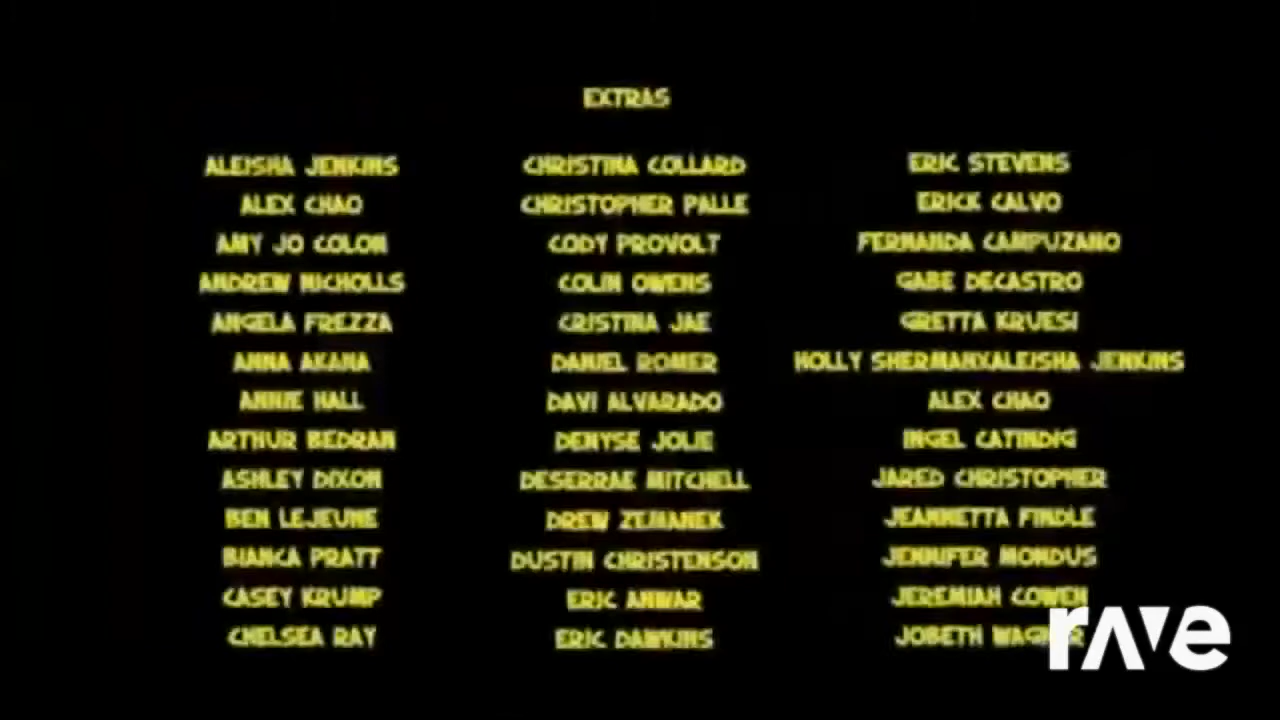 EXTRAS
ALEISHA JENKINS
ALEX CHAO
AMY JO COLON
ANDREW NICHOLLS
ANGELA FREZZA
ANNA AKANA
ANNIE HALL
ARTHUR BEDRAN
ASHLEY DIXON
BEN LEJEUNE
BIANCA PRATT
CASEY KRUMP
CHELSEA RAY
CHRISTINA COLLARD
CHRISTOPHER PALLE
CODY PROVOLT
COLIN OWENS
CRISTINA JAE
DANIEL ROMER
DAVI ALVARADO
DENYSE JOLIE
DESERRAE MITCHELL
DREW ZEMANEK
DUSTIN CHRISTENSON
ERIC ANWAR
ERIC DAWKINS
ERIC STEVENS
ERICK CALVO
FERNANDA CAMPUZANO
GABE DECASTRO
GRETTA KRUESI
HOLLY SHERMANXALEISHA JENKINS
ALEX CHAO
INGEL CATINDIG
JARED CHRISTOPHER
JEANNETTA FINDLE
JENNIFER MONDUS
JEREMIAH COWEN
JOBETH WAGNER
rave